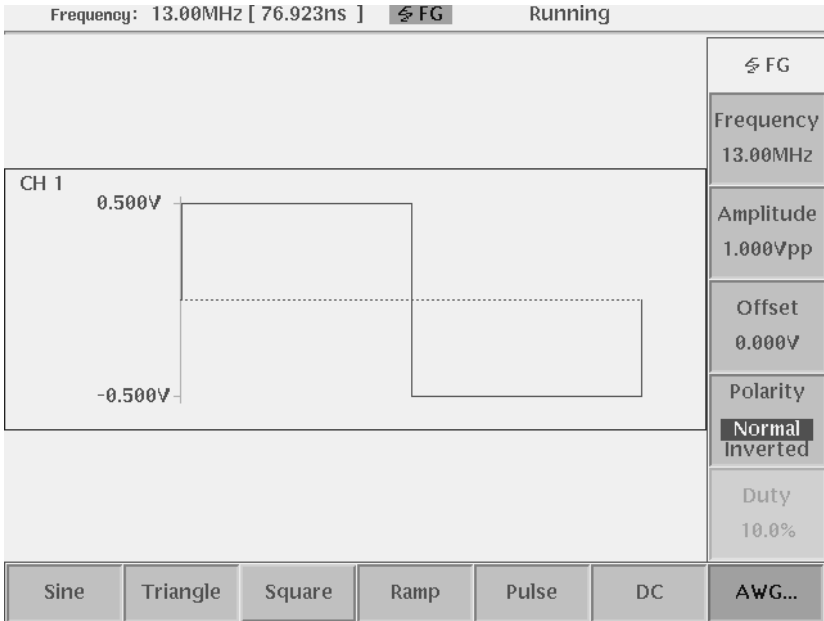 Frequency: 13.00MHz [ 76.923ns ] FG Running
FG
Frequency
13.00MHz
CH 1
0.500V
-0.500V
Amplitude
1.000Vpp
Offset
0.000V
Polarity
Normal
Inverted
Duty
10.0%
Sine Triangle Square Ramp Pulse DC AWG...